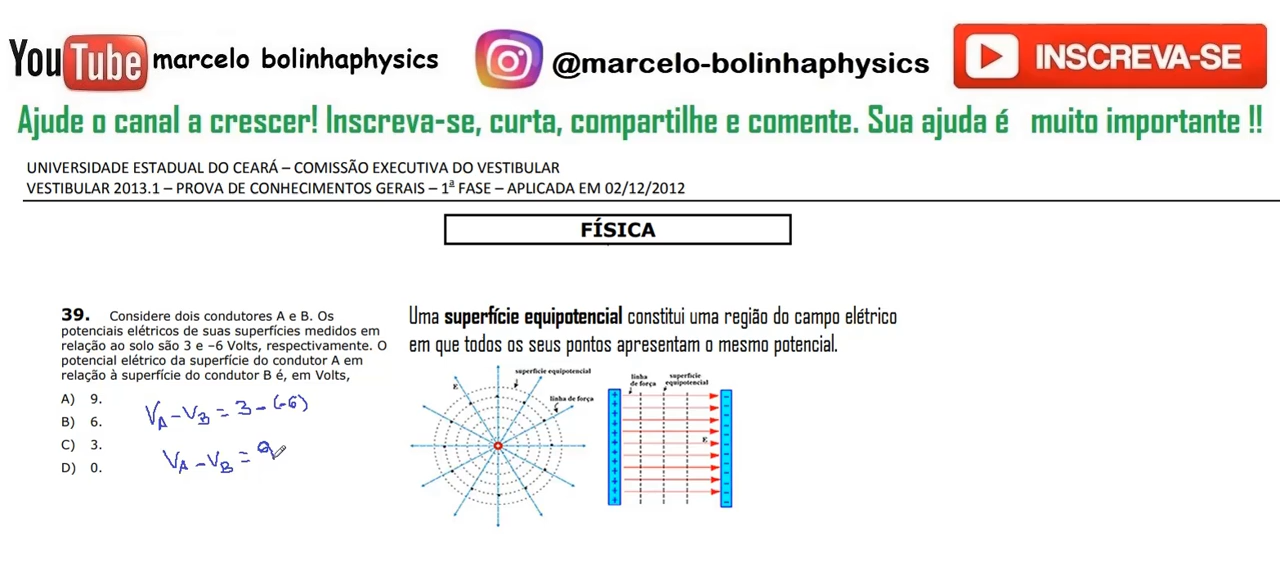 YouTube marcelo bolinhaphysics @marcelo-bolinhaphysics INSCREVA-SE
Ajude o canal a crescer! Inscreva-se, curta, compartilhe e comente. Sua ajuda é muito importante !!
UNIVERSIDADE ESTADUAL DO CEARÁ – COMISSÃO EXECUTIVA DO VESTIBULAR
VESTIBULAR 2013.1 – PROVA DE CONHECIMENTOS GERAIS – 1ª FASE – APLICADA EM 02/12/2012
FÍSICA
39. Considere dois condutores A e B. Os
potenciais elétricos de suas superfícies medidos em
relação ao solo são 3 e –6 Volts, respectivamente. O
potencial elétrico da superfície do condutor A em
relação à superfície do condutor B é, em Volts,
A) 9.
B) 6.
C) 3.
D) 0.
V_A - V_B = 3 - (-6)
V_A - V_B = 9
Uma superfície equipotencial constitui uma região do campo elétrico
em que todos os seus pontos apresentam o mesmo potencial.
superfície equipotencial
E
linha de força
linha
de força
superfície
equipotencial
E